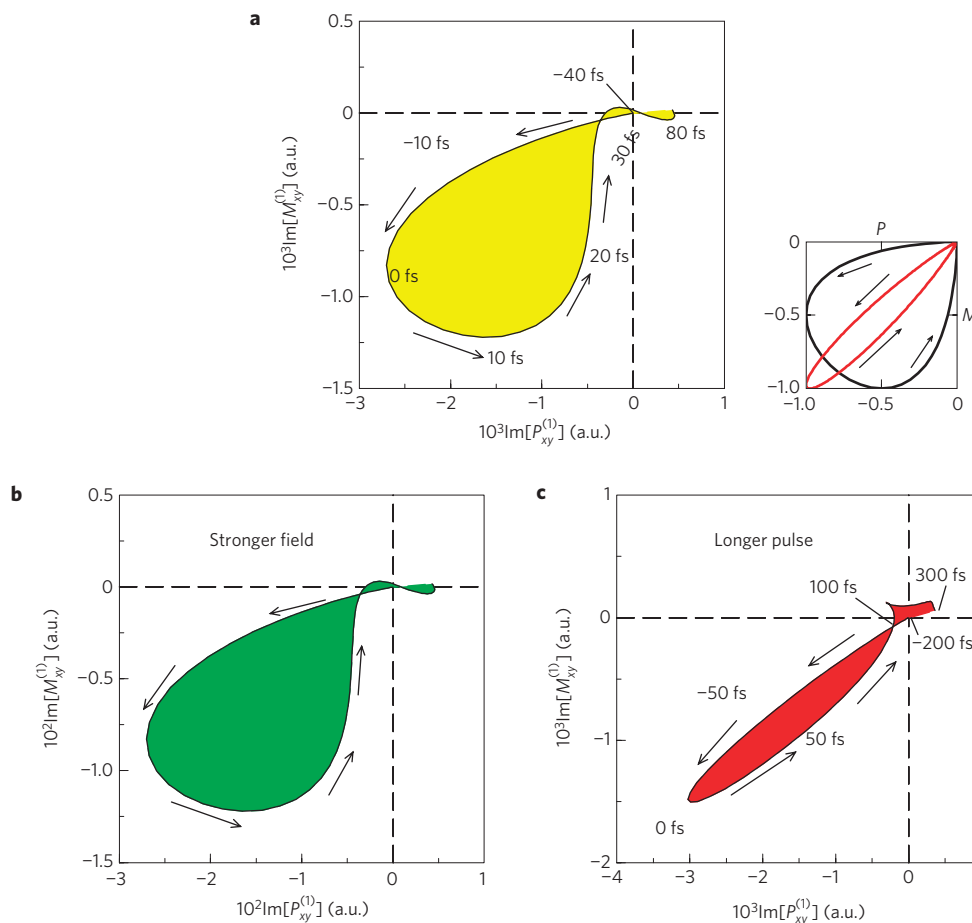 a
0.5
0
−0.5
−1.0
−1.5
10³Im[M_xy^(1)] (a.u.)
−40 fs
−10 fs
30 fs
80 fs
0 fs
20 fs
10 fs
−3
−2
−1
0
1
10³Im[P_xy^(1)] (a.u.)
P
0
−0.5
−1.0
M
−1.0
−0.5
0
b
0.5
0
−0.5
−1.0
−1.5
10²Im[M_xy^(1)] (a.u.)
Stronger field
−3
−2
−1
0
1
10²Im[P_xy^(1)] (a.u.)
c
1
0
−1
−2
10³Im[M_xy^(1)] (a.u.)
Longer pulse
100 fs
300 fs
−200 fs
−50 fs
50 fs
0 fs
−4
−3
−2
−1
0
10³Im[P_xy^(1)] (a.u.)